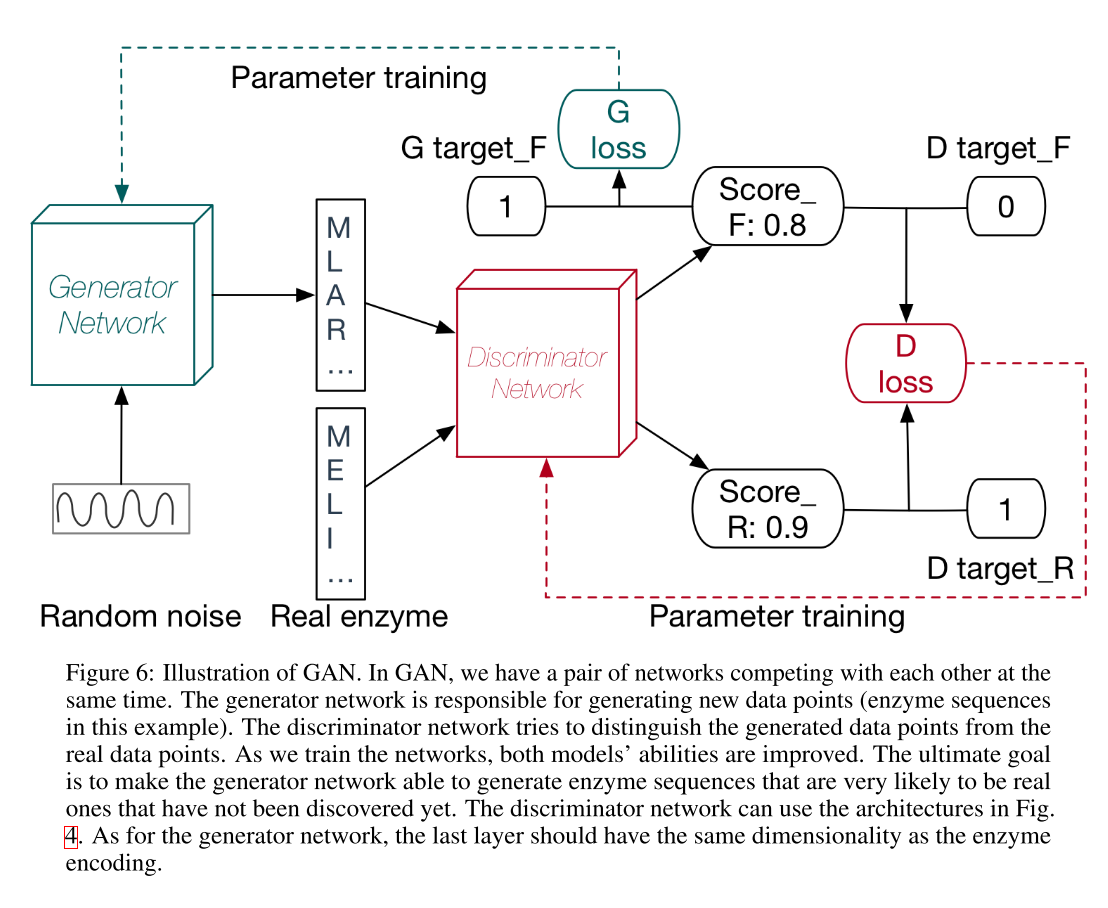 Parameter training
G
loss
G target_F
D target_F
1
Score_
F: 0.8
0
Generator
Network
M
L
A
R
...
Discriminator
Network
D
loss
M
E
L
I
...
Score_
R: 0.9
1
D target_R
Random noise
Real enzyme
Parameter training
Figure 6: Illustration of GAN. In GAN, we have a pair of networks competing with each other at the
same time. The generator network is responsible for generating new data points (enzyme sequences
in this example). The discriminator network tries to distinguish the generated data points from the
real data points. As we train the networks, both models’ abilities are improved. The ultimate goal
is to make the generator network able to generate enzyme sequences that are very likely to be real
ones that have not been discovered yet. The discriminator network can use the architectures in Fig.
4. As for the generator network, the last layer should have the same dimensionality as the enzyme
encoding.